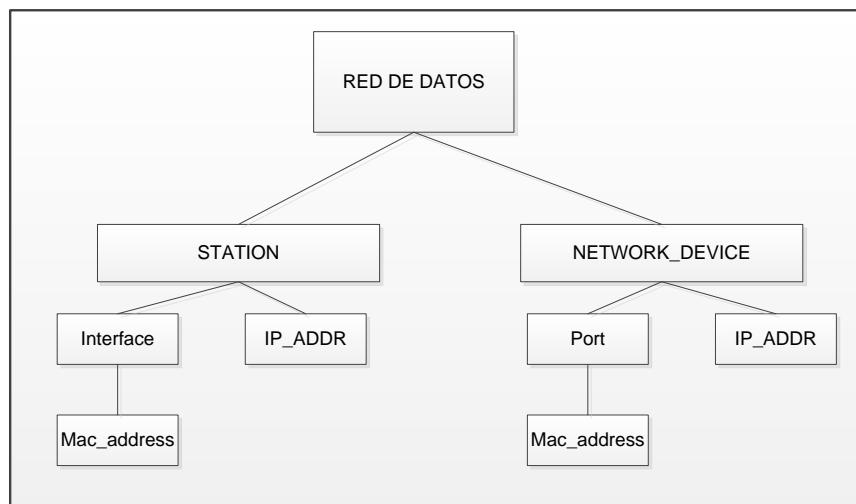 RED DE DATOS
STATION
NETWORK_DEVICE
Interface
IP_ADDR
Port
IP_ADDR
Mac_address
Mac_address